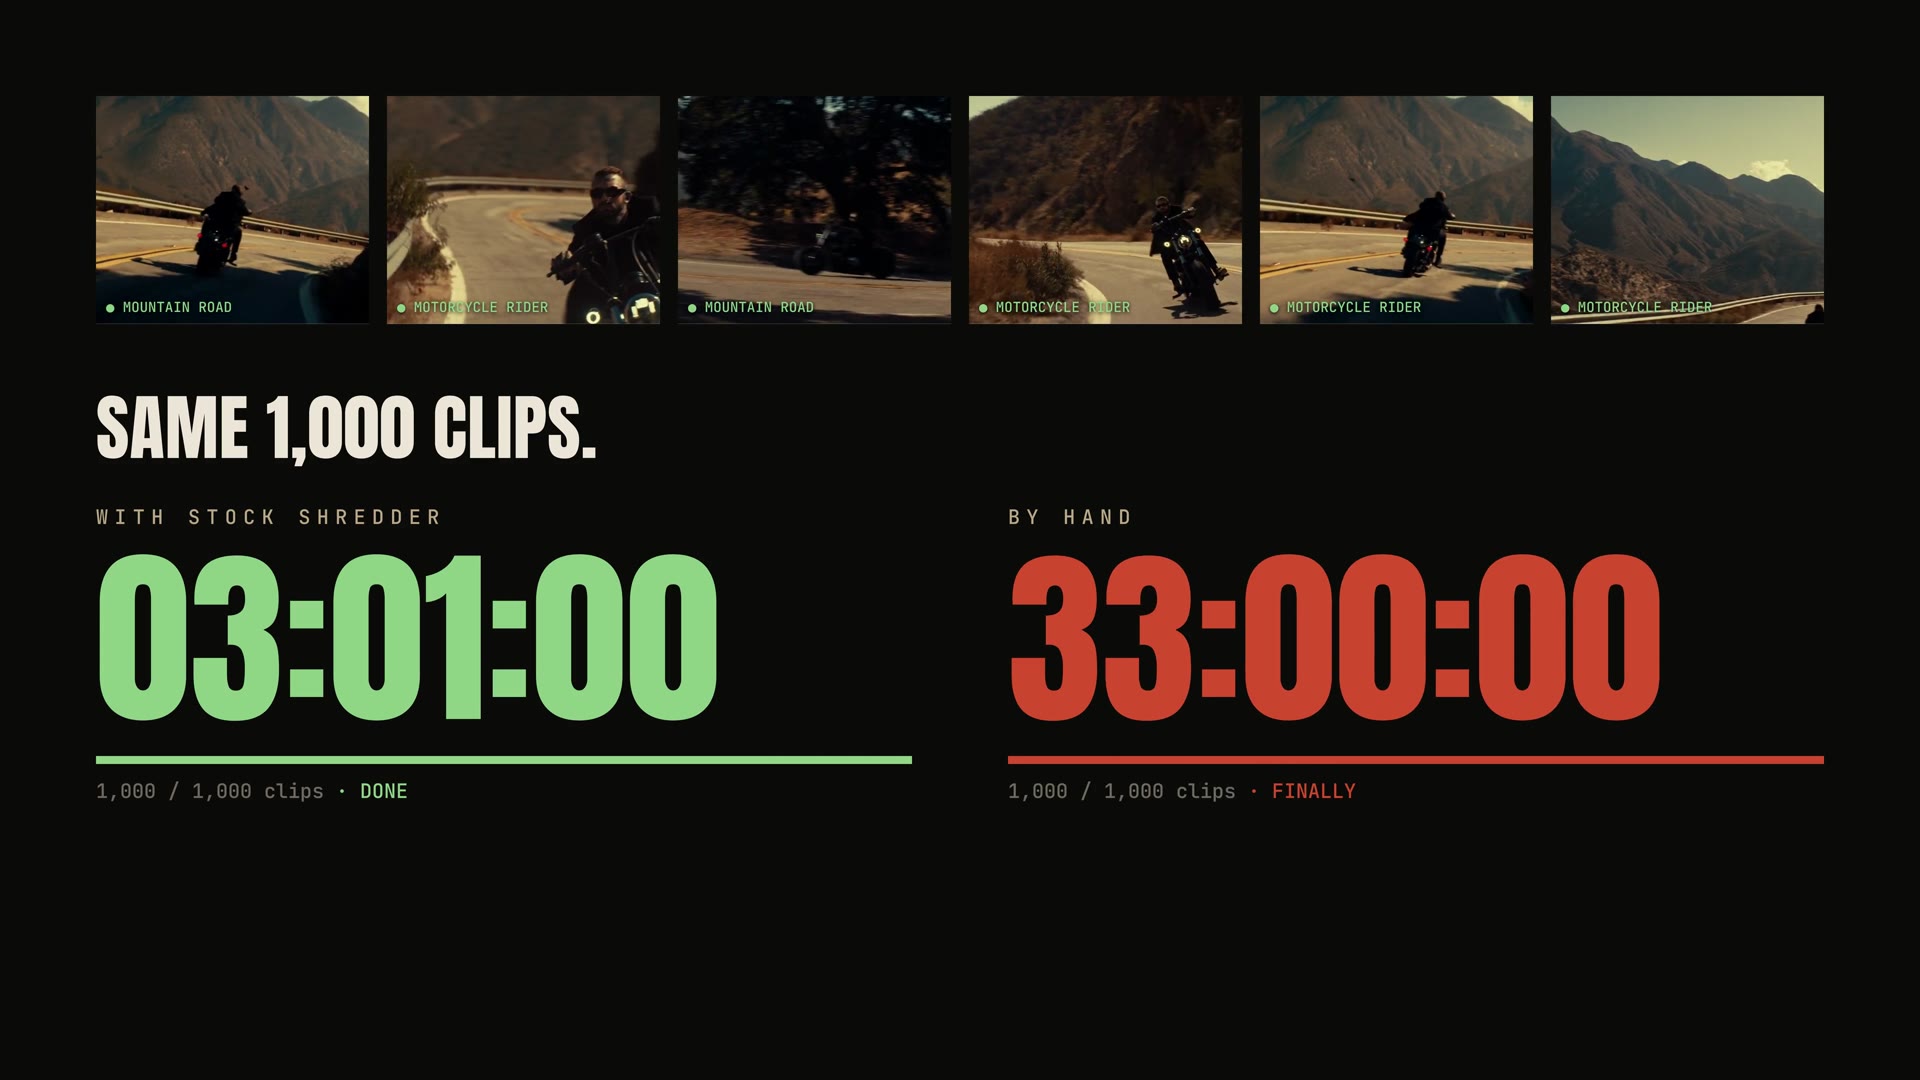 MOUNTAIN ROAD
MOTORCYCLE RIDER
MOUNTAIN ROAD
MOTORCYCLE RIDER
MOTORCYCLE RIDER
MOTORCYCLE RIDER
SAME 1,000 CLIPS.
WITH STOCK SHREDDER
03:01:00
1,000 / 1,000 clips · DONE
BY HAND
33:00:00
1,000 / 1,000 clips · FINALLY